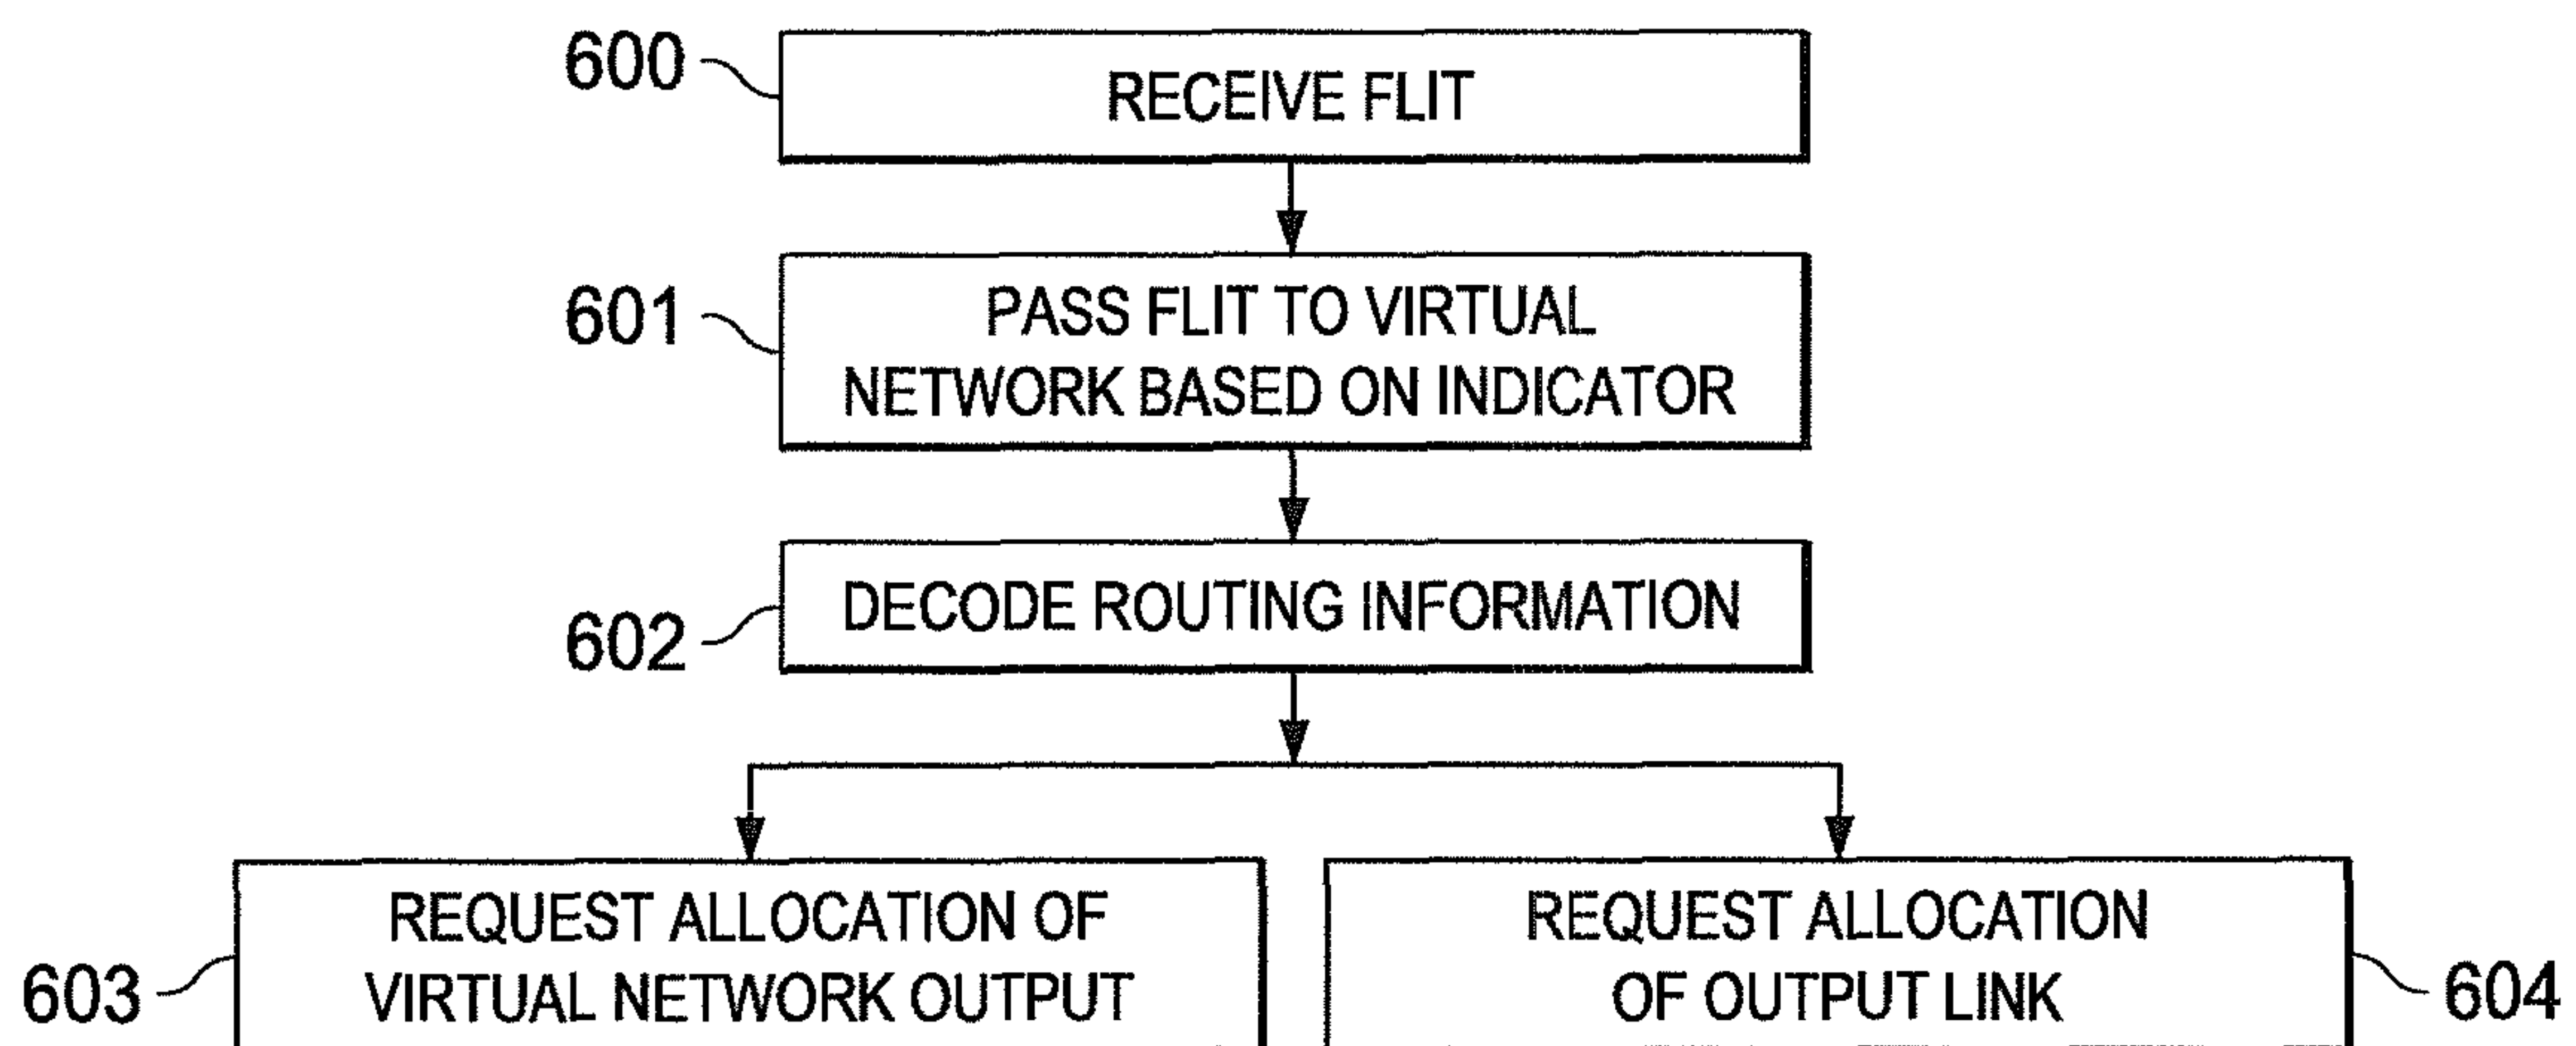 600
RECEIVE FLIT
601
PASS FLIT TO VIRTUAL
NETWORK BASED ON INDICATOR
602
DECODE ROUTING INFORMATION
603
REQUEST ALLOCATION OF
VIRTUAL NETWORK OUTPUT
REQUEST ALLOCATION
OF OUTPUT LINK
604